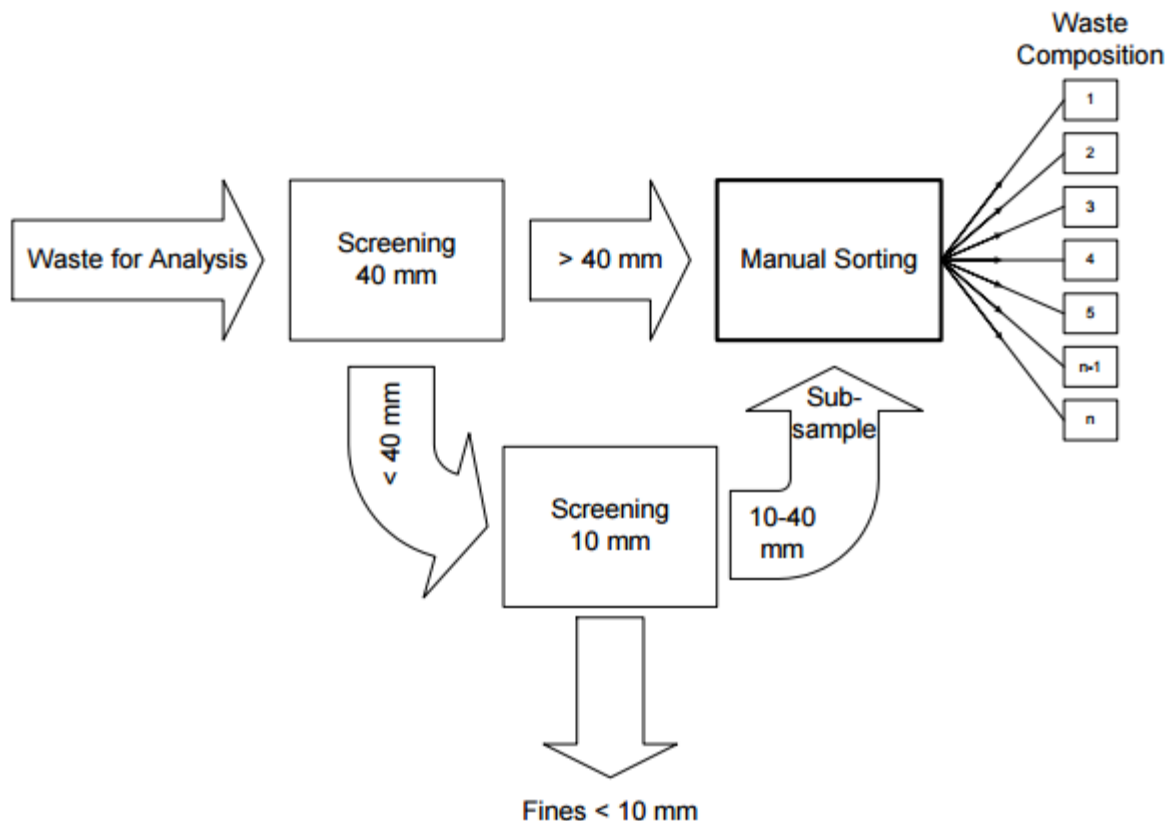 Waste
Composition
1
2
3
4
5
n-1
n
Waste for Analysis
Screening
40 mm
> 40 mm
Manual Sorting
< 40 mm
Screening
10 mm
Sub-
sample
10-40
mm
Fines < 10 mm